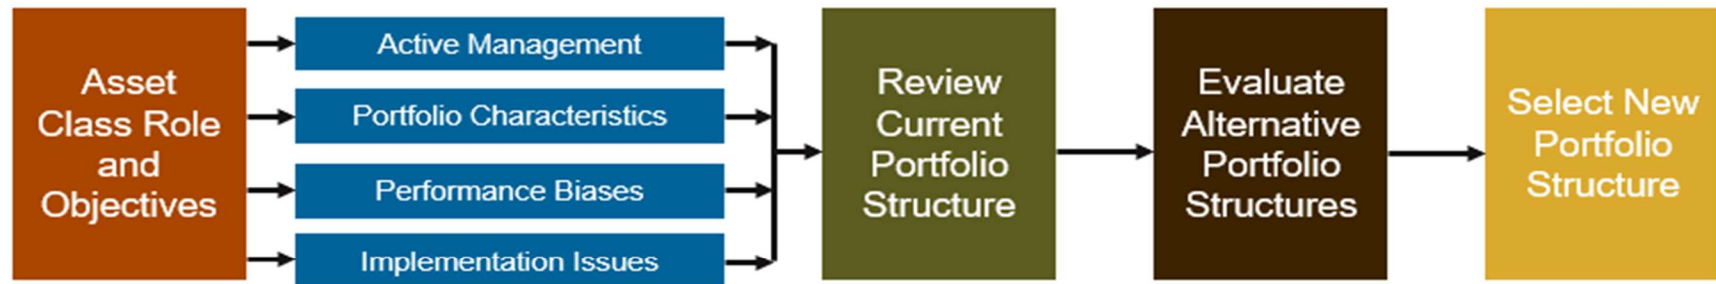 Asset
Class Role
and
Objectives
Active Management
Portfolio Characteristics
Performance Biases
Implementation Issues
Review
Current
Portfolio
Structure
Evaluate
Alternative
Portfolio
Structures
Select New
Portfolio
Structure